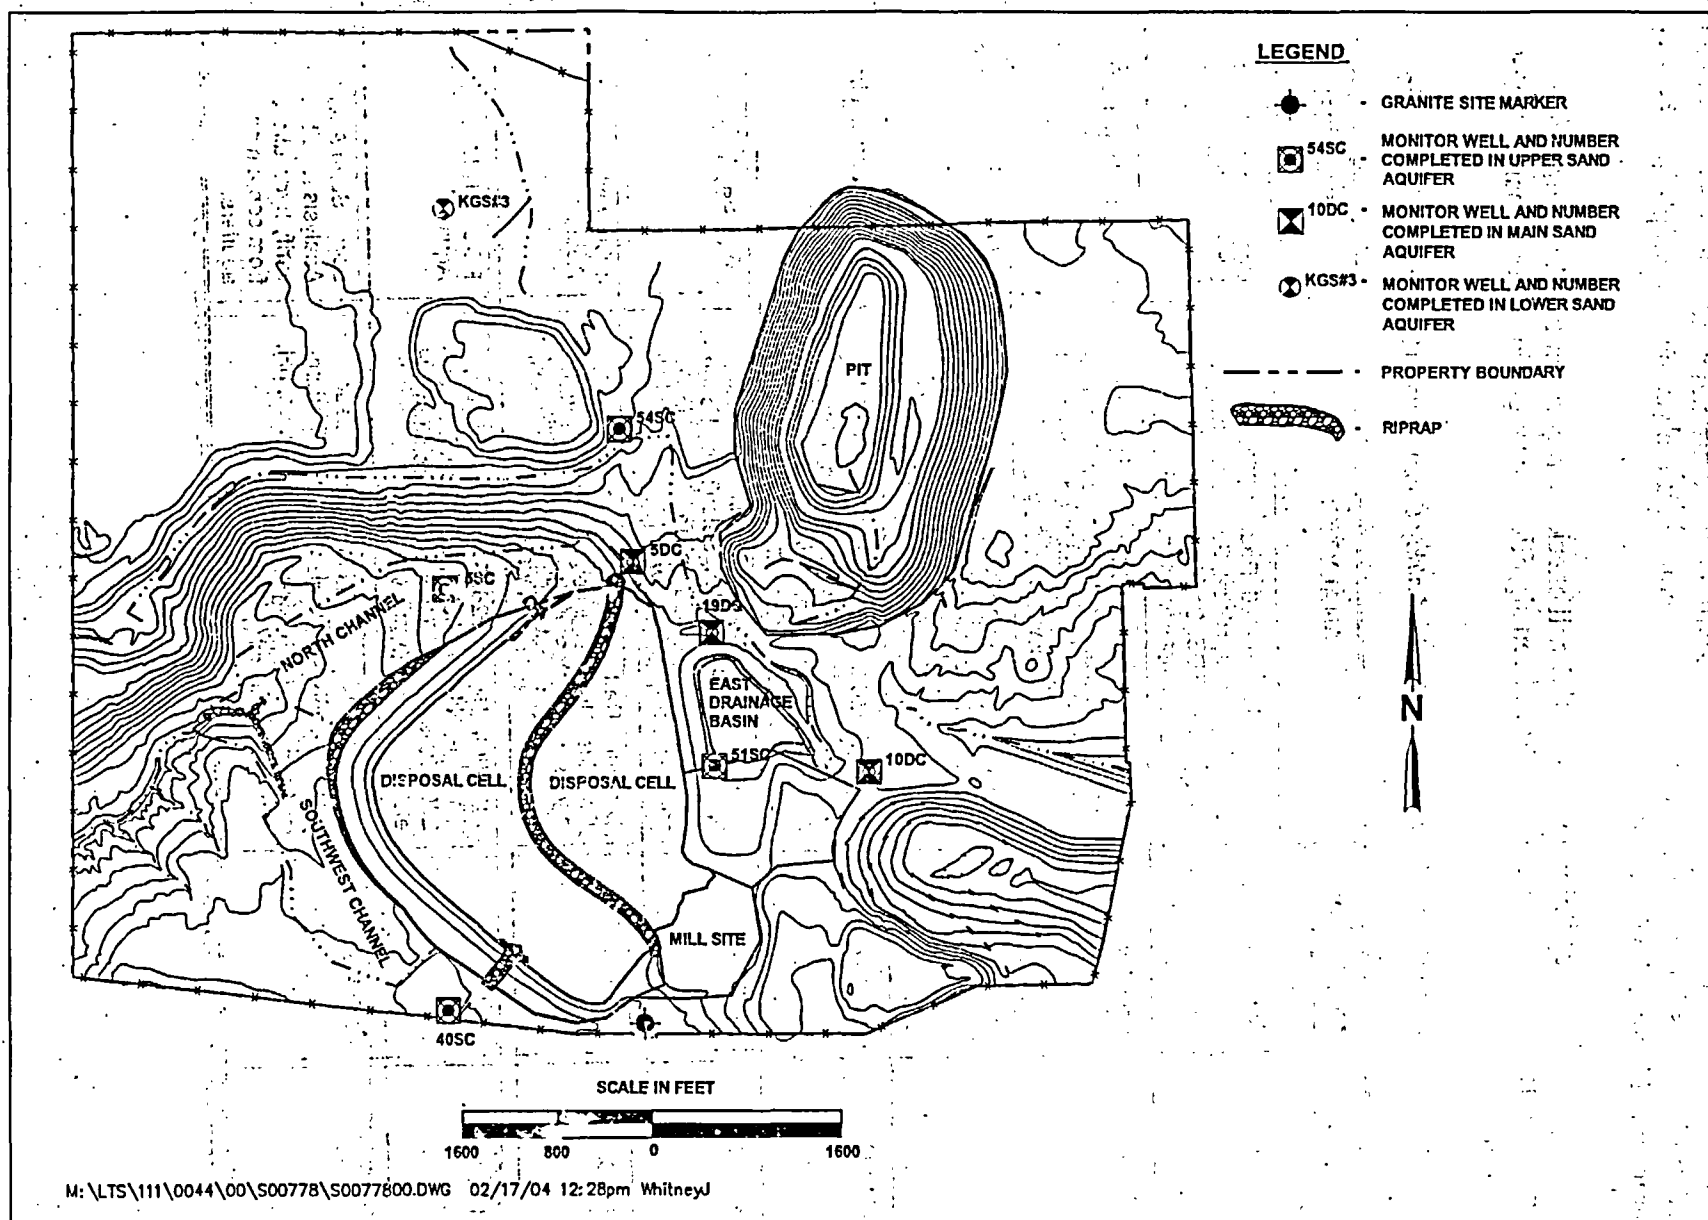 LEGEND
- GRANITE SITE MARKER
54SC - MONITOR WELL AND NUMBER
COMPLETED IN UPPER SAND
AQUIFER
10DC - MONITOR WELL AND NUMBER
COMPLETED IN MAIN SAND
AQUIFER
KGS#3 - MONITOR WELL AND NUMBER
COMPLETED IN LOWER SAND
AQUIFER
- PROPERTY BOUNDARY
- RIPRAP
KGS#3
PIT
54SC
5DC
5SC
19DC
NORTH CHANNEL
EAST
DRAINAGE
BASIN
51SC
10DC
DISPOSAL CELL
DISPOSAL CELL
SOUTHWEST CHANNEL
MILL SITE
40SC
N
SCALE IN FEET
1600 800 0 1600
M:\LTS\111\0044\00\S00778\S0077800.DWG 02/17/04 12:28pm WhitneyJ